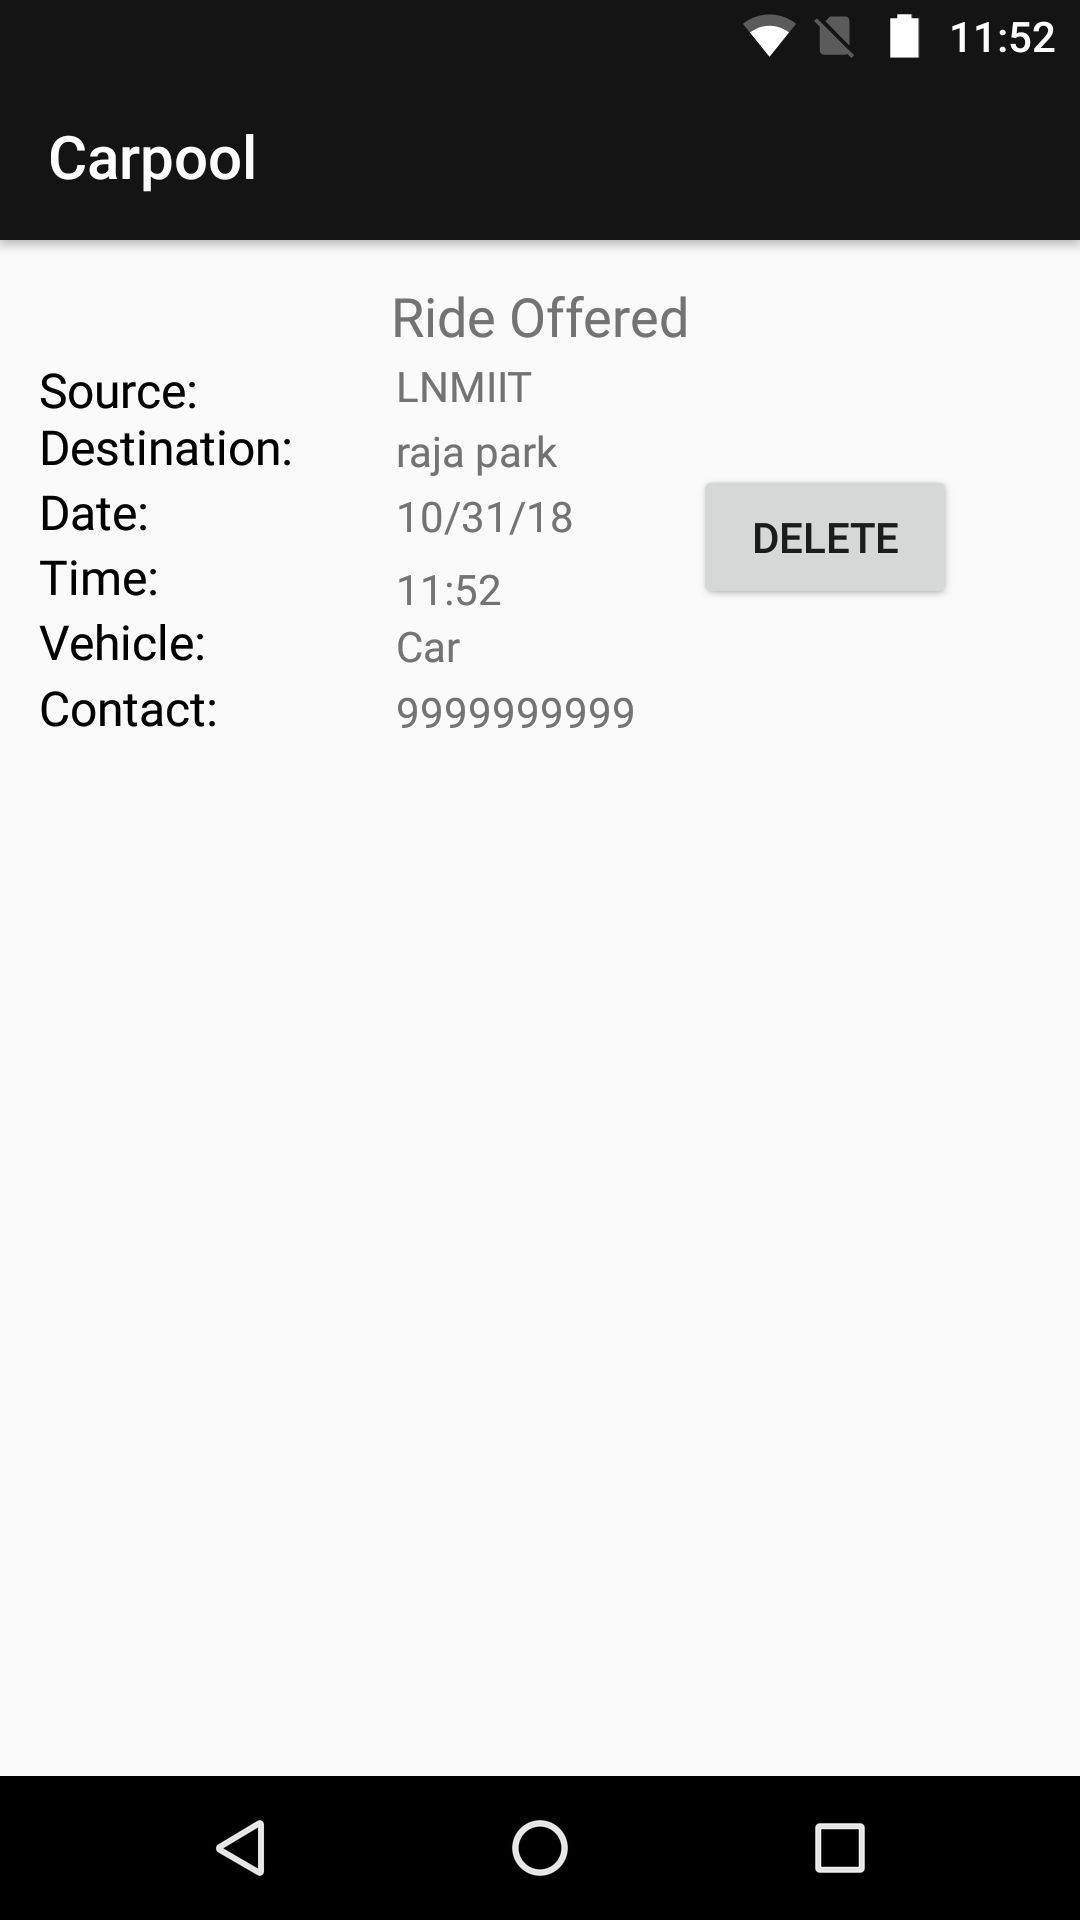 11:52
Carpool
Ride Offered
Source: LNMIIT
Destination: raja park
Date: 10/31/18
DELETE
Time: 11:52
Vehicle: Car
Contact: 9999999999